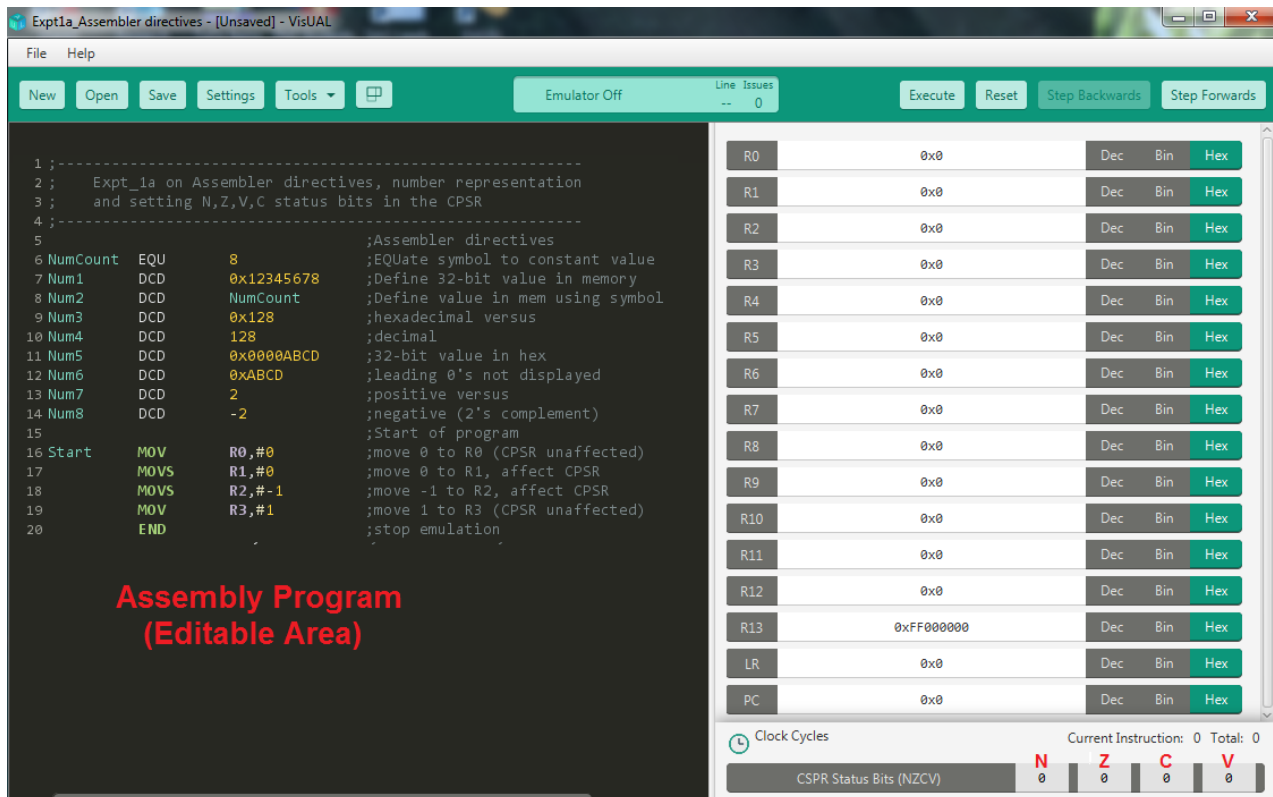 Expt1a_Assembler directives - [Unsaved] - VisUAL
File Help
New Open Save Settings Tools Emulator Off Line Issues -- 0 Execute Reset Step Backwards Step Forwards
1 ;----------------------------------------------------------
2 ; Expt_1a on Assembler directives, number representation
3 ; and setting N,Z,V,C status bits in the CPSR
4 ;----------------------------------------------------------
5 ;Assembler directives
6 NumCount EQU 8 ;EQUate symbol to constant value
7 Num1 DCD 0x12345678 ;Define 32-bit value in memory
8 Num2 DCD NumCount ;Define value in mem using symbol
9 Num3 DCD 0x128 ;hexadecimal versus
10 Num4 DCD 128 ;decimal
11 Num5 DCD 0x0000ABCD ;32-bit value in hex
12 Num6 DCD 0xABCD ;leading 0's not displayed
13 Num7 DCD 2 ;positive versus
14 Num8 DCD -2 ;negative (2's complement)
15 ;Start of program
16 Start MOV R0,#0 ;move 0 to R0 (CPSR unaffected)
17 MOVS R1,#0 ;move 0 to R1, affect CPSR
18 MOVS R2,#-1 ;move -1 to R2, affect CPSR
19 MOV R3,#1 ;move 1 to R3 (CPSR unaffected)
20 END ;stop emulation
Assembly Program
(Editable Area)
R0 0x0 Dec Bin Hex
R1 0x0 Dec Bin Hex
R2 0x0 Dec Bin Hex
R3 0x0 Dec Bin Hex
R4 0x0 Dec Bin Hex
R5 0x0 Dec Bin Hex
R6 0x0 Dec Bin Hex
R7 0x0 Dec Bin Hex
R8 0x0 Dec Bin Hex
R9 0x0 Dec Bin Hex
R10 0x0 Dec Bin Hex
R11 0x0 Dec Bin Hex
R12 0x0 Dec Bin Hex
R13 0xFF000000 Dec Bin Hex
LR 0x0 Dec Bin Hex
PC 0x0 Dec Bin Hex
Clock Cycles Current Instruction: 0 Total: 0
N Z C V
CSPR Status Bits (NZCV) 0 0 0 0